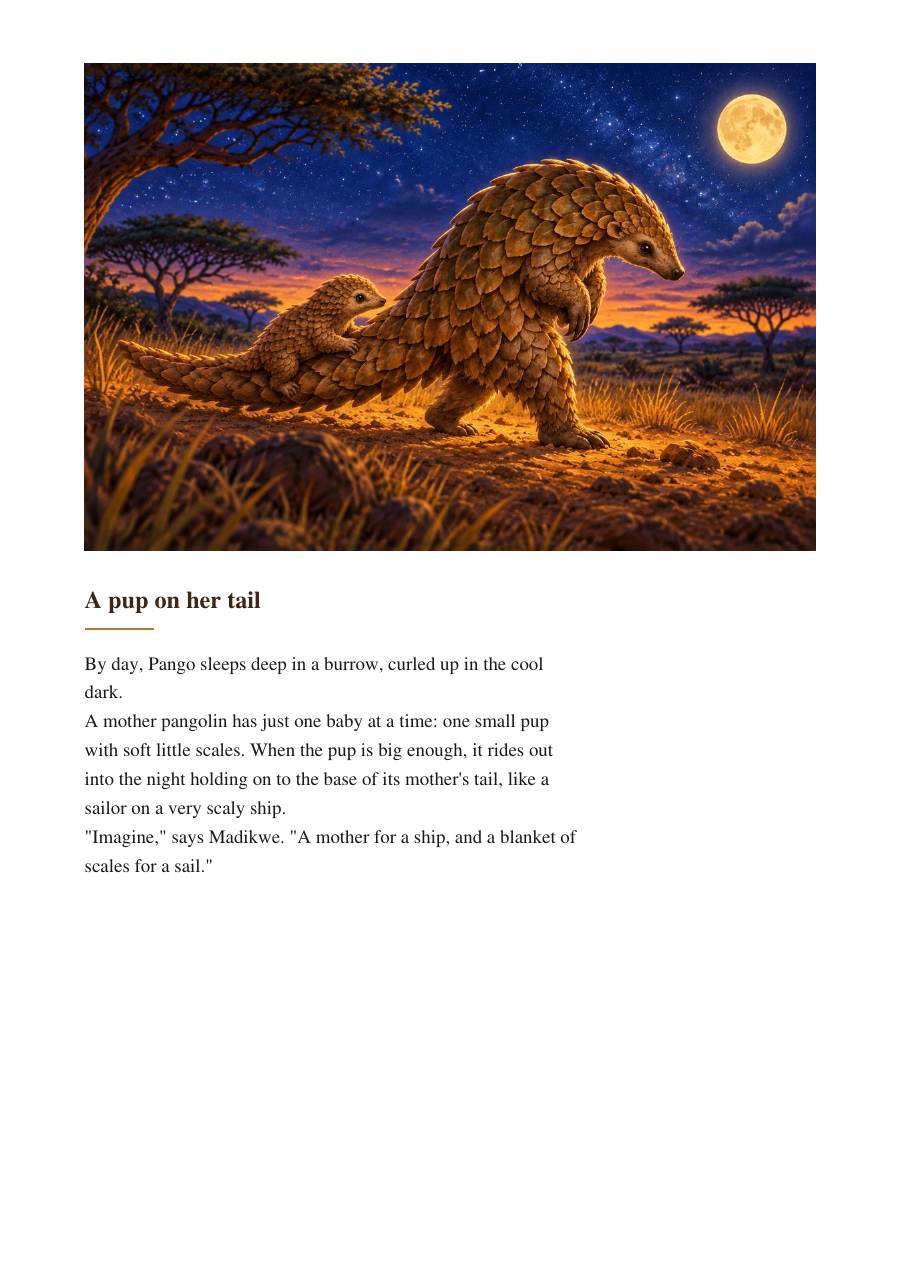 A pup on her tail
By day, Pango sleeps deep in a burrow, curled up in the cool
dark.
A mother pangolin has just one baby at a time: one small pup
with soft little scales. When the pup is big enough, it rides out
into the night holding on to the base of its mother's tail, like a
sailor on a very scaly ship.
"Imagine," says Madikwe. "A mother for a ship, and a blanket of
scales for a sail."